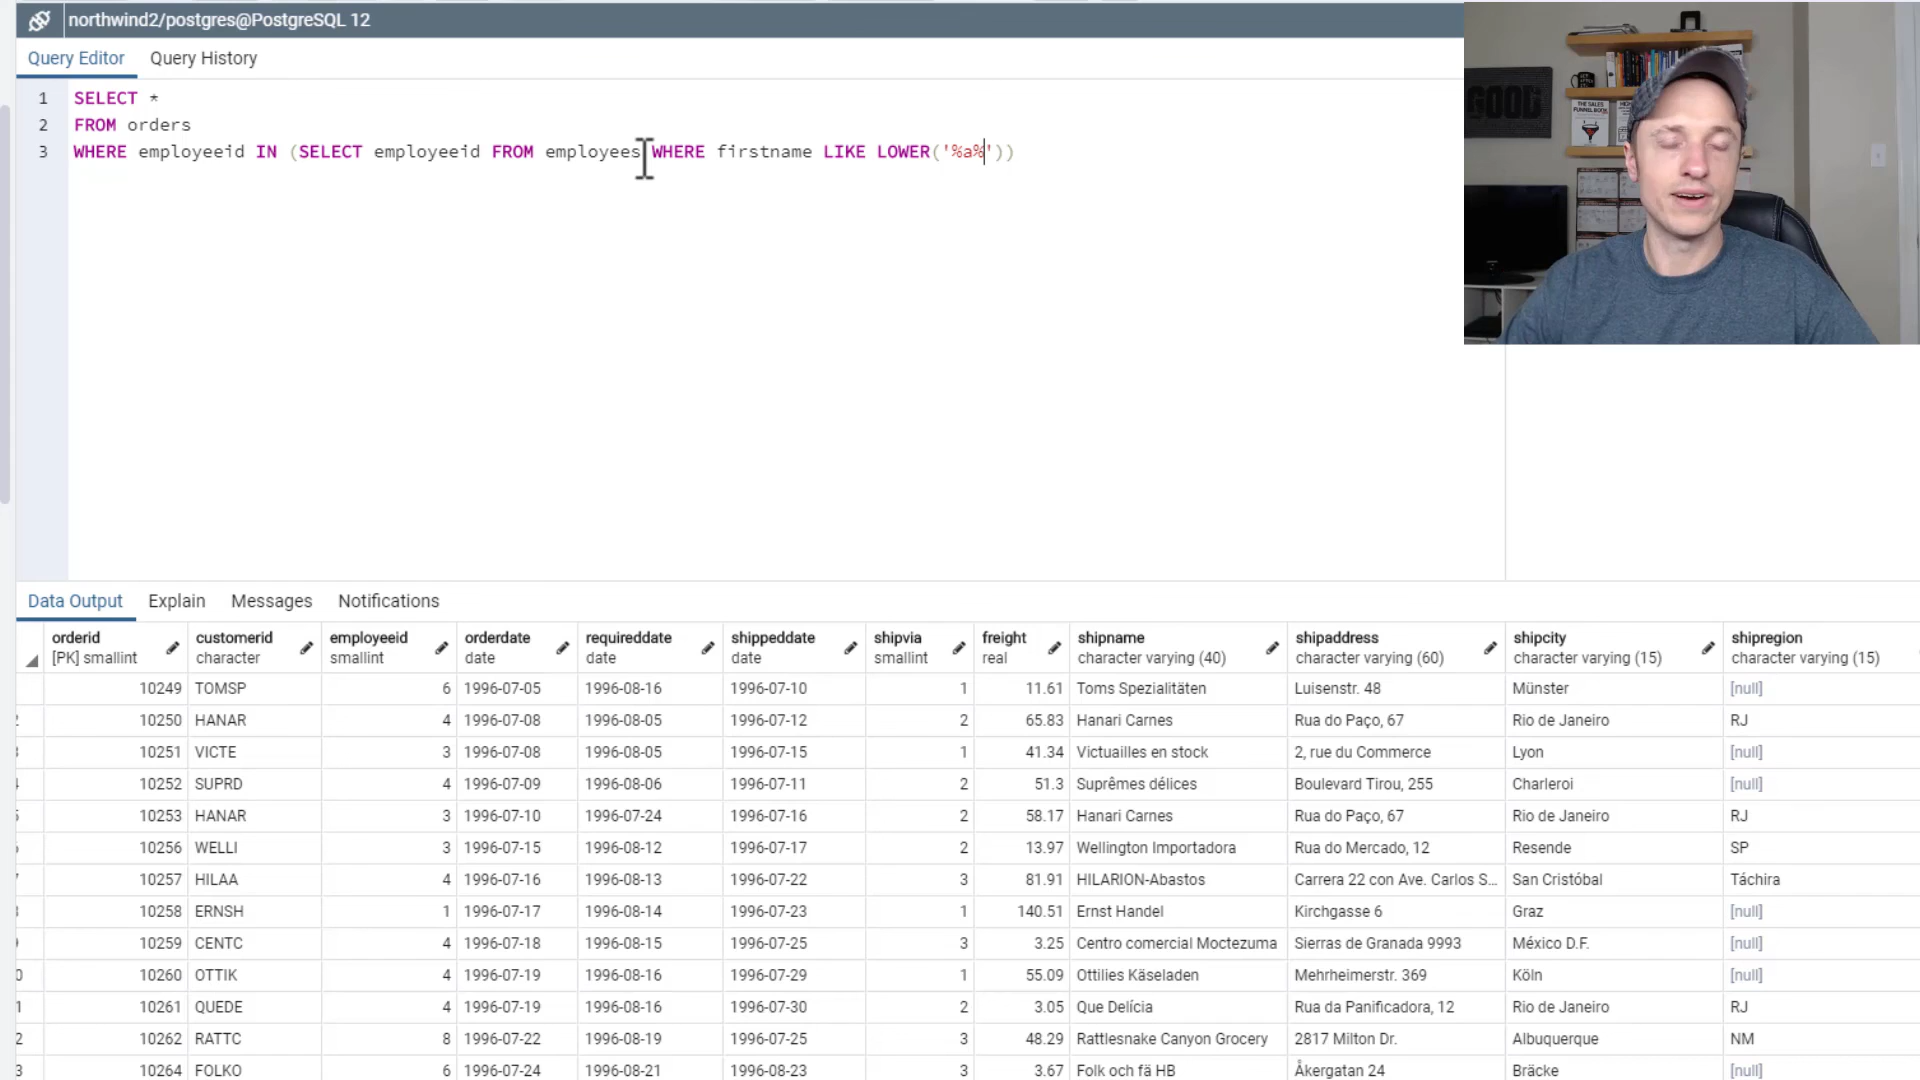 northwind2/postgres@PostgreSQL 12
Query Editor Query History
1 SELECT *
2 FROM orders
3 WHERE employeeid IN (SELECT employeeid FROM employees WHERE firstname LIKE LOWER('%a%'))
GOOD
THE SALES
FUNNEL BOOK
Data Output Explain Messages Notifications
orderid customerid employeeid orderdate requireddate shippeddate shipvia freight shipname shipaddress shipcity shipregion
[PK] smallint character smallint date date date smallint real character varying (40) character varying (60) character varying (15) character varying (15)
10249 TOMSP 6 1996-07-05 1996-08-16 1996-07-10 1 11.61 Toms Spezialitäten Luisenstr. 48 Münster [null]
10250 HANAR 4 1996-07-08 1996-08-05 1996-07-12 2 65.83 Hanari Carnes Rua do Paço, 67 Rio de Janeiro RJ
10251 VICTE 3 1996-07-08 1996-08-05 1996-07-15 1 41.34 Victuailles en stock 2, rue du Commerce Lyon [null]
10252 SUPRD 4 1996-07-09 1996-08-06 1996-07-11 2 51.3 Suprêmes délices Boulevard Tirou, 255 Charleroi [null]
10253 HANAR 3 1996-07-10 1996-07-24 1996-07-16 2 58.17 Hanari Carnes Rua do Paço, 67 Rio de Janeiro RJ
10256 WELLI 3 1996-07-15 1996-08-12 1996-07-17 2 13.97 Wellington Importadora Rua do Mercado, 12 Resende SP
10257 HILAA 4 1996-07-16 1996-08-13 1996-07-22 3 81.91 HILARION-Abastos Carrera 22 con Ave. Carlos S... San Cristóbal Táchira
10258 ERNSH 1 1996-07-17 1996-08-14 1996-07-23 1 140.51 Ernst Handel Kirchgasse 6 Graz [null]
10259 CENTC 4 1996-07-18 1996-08-15 1996-07-25 3 3.25 Centro comercial Moctezuma Sierras de Granada 9993 México D.F. [null]
0 10260 OTTIK 4 1996-07-19 1996-08-16 1996-07-29 1 55.09 Ottilies Käseladen Mehrheimerstr. 369 Köln [null]
1 10261 QUEDE 4 1996-07-19 1996-08-16 1996-07-30 2 3.05 Que Delícia Rua da Panificadora, 12 Rio de Janeiro RJ
2 10262 RATTC 8 1996-07-22 1996-08-19 1996-07-25 3 48.29 Rattlesnake Canyon Grocery 2817 Milton Dr. Albuquerque NM
3 10264 FOLKO 6 1996-07-24 1996-08-21 1996-08-23 3 3.67 Folk och fä HB Åkergatan 24 Bräcke [null]